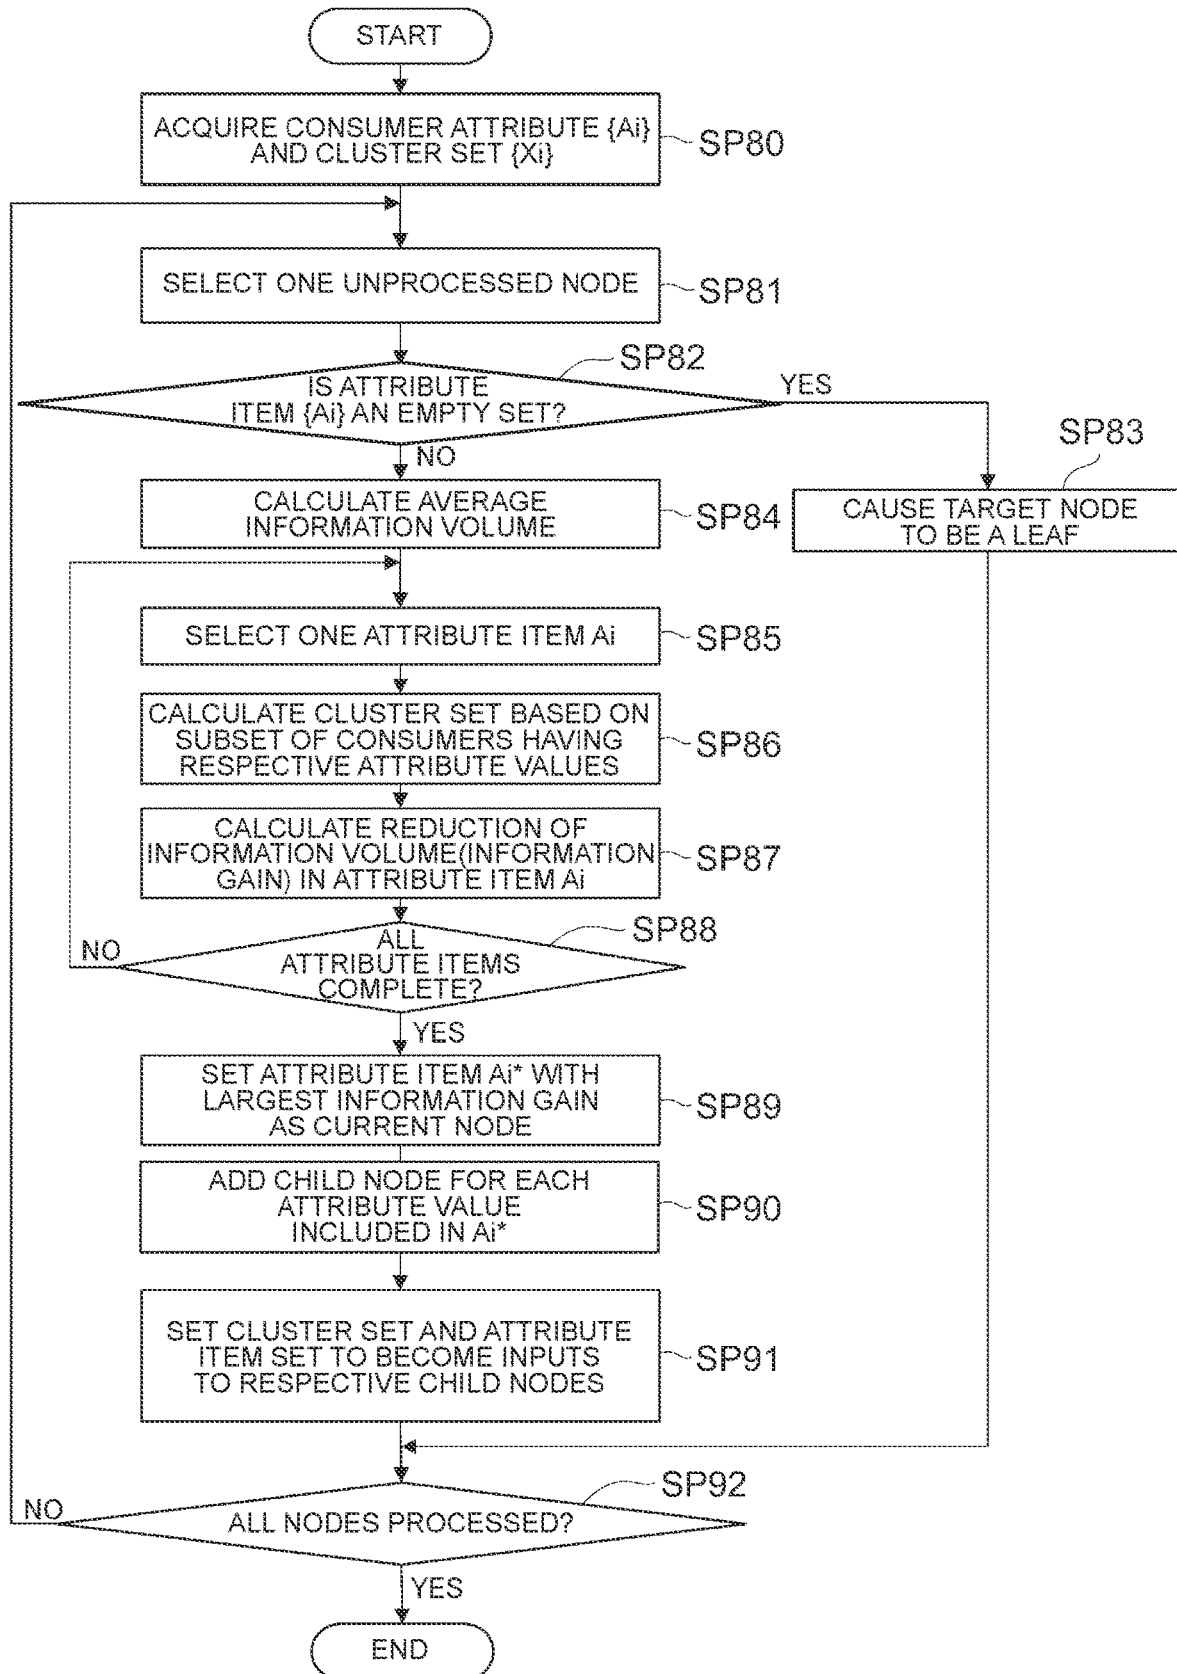 START
ACQUIRE CONSUMER ATTRIBUTE {Ai}
AND CLUSTER SET {Xi}
SP80
SELECT ONE UNPROCESSED NODE
SP81
SP82
IS ATTRIBUTE
ITEM {Ai} AN EMPTY SET?
YES
NO
SP83
CAUSE TARGET NODE
TO BE A LEAF
CALCULATE AVERAGE
INFORMATION VOLUME
SP84
SELECT ONE ATTRIBUTE ITEM Ai
SP85
CALCULATE CLUSTER SET BASED ON
SUBSET OF CONSUMERS HAVING
RESPECTIVE ATTRIBUTE VALUES
SP86
CALCULATE REDUCTION OF
INFORMATION VOLUME(INFORMATION
GAIN) IN ATTRIBUTE ITEM Ai
SP87
SP88
NO
ALL
ATTRIBUTE ITEMS
COMPLETE?
YES
SET ATTRIBUTE ITEM Ai* WITH
LARGEST INFORMATION GAIN
AS CURRENT NODE
SP89
ADD CHILD NODE FOR EACH
ATTRIBUTE VALUE
INCLUDED IN Ai*
SP90
SET CLUSTER SET AND ATTRIBUTE
ITEM SET TO BECOME INPUTS
TO RESPECTIVE CHILD NODES
SP91
SP92
NO
ALL NODES PROCESSED?
YES
END